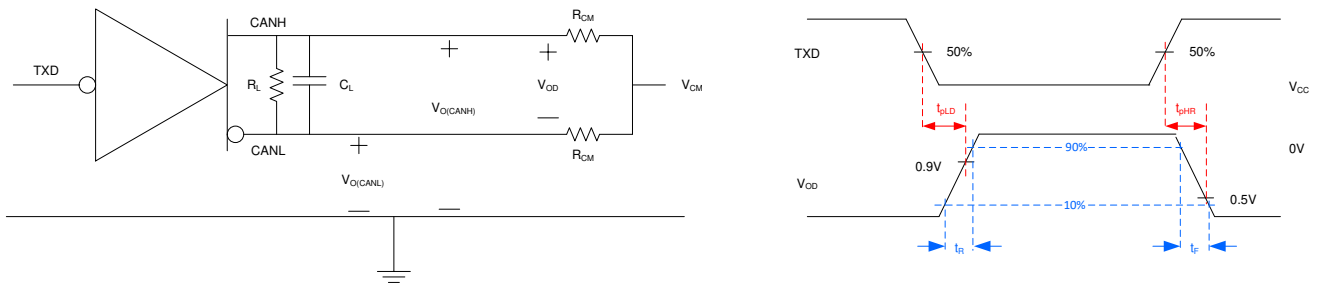 CANH
R_CM
TXD
R_L
C_L
V_O(CANH)
V_OD
V_CM
CANL
R_CM
V_O(CANL)
TXD
50%
50%
V_CC
t_pLD
t_pHR
90%
0V
0.9V
V_OD
10%
0.5V
t_R
t_F